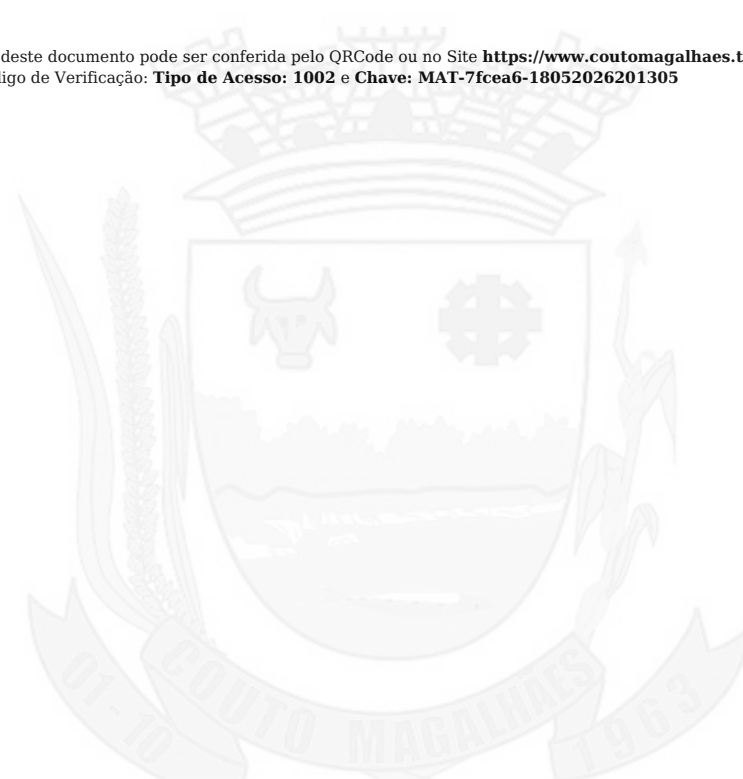 deste documento pode ser conferida pelo QRCode ou no Site https://www.coutomagalhaes.t
igo de Verificação: Tipo de Acesso: 1002 e Chave: MAT-7fcea6-18052026201305
01-10 COUTO MAGALHÃES 1963